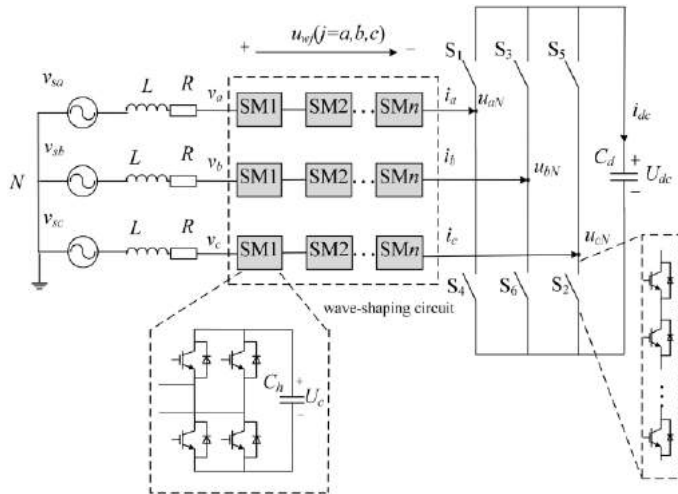 + u_wj(j=a,b,c) −
S1 S3 S5
v_sa L R v_a SM1 SM2 ... SMn i_a u_aN
v_sb L R v_b SM1 SM2 ... SMn i_b u_bN
i_dc
N C_d + U_dc −
v_sc L R v_c SM1 SM2 ... SMn i_c u_cN
S4 S6 S2
wave-shaping circuit
C_h + U_c −